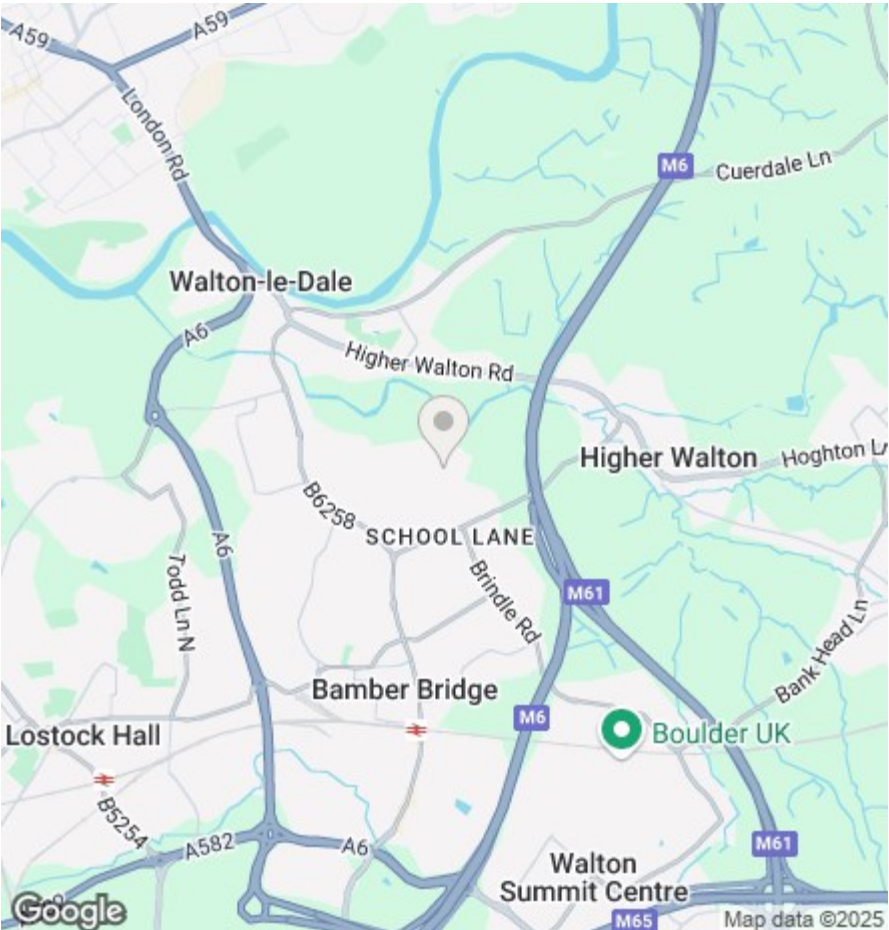 A59
A59
London Rd
M6
Cuerdale Ln
Walton-le-Dale
A6
Higher Walton Rd
Higher Walton
Hoghton Ln
B6258
SCHOOL LANE
A6
Todd Ln N
Brindle Rd
M61
Bank Head Ln
Bamber Bridge
M6
Lostock Hall
Boulder UK
B5254
A582
A6
M61
Walton
Summit Centre
Google
M65
Map data ©2025